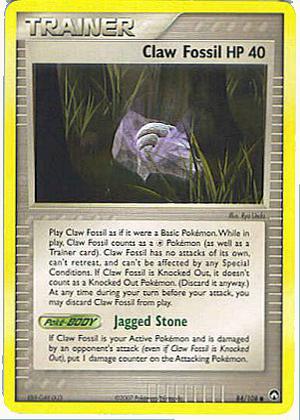 TRAINER
Claw Fossil HP 40
Illus. Ryo Ueda
Play Claw Fossil as if it were a Basic Pokémon. While in
play, Claw Fossil counts as a Pokémon (as well as a
Trainer card). Claw Fossil has no attacks of its own,
can't retreat, and can't be affected by any Special
Conditions. If Claw Fossil is Knocked Out, it doesn't
count as a Knocked Out Pokémon. (Discard it anyway.)
At any time during your turn before your attack, you
may discard Claw Fossil from play.
Poké-BODY Jagged Stone
If Claw Fossil is your Active Pokémon and is damaged
by an opponent's attack (even if Claw Fossil is Knocked
Out), put 1 damage counter on the Attacking Pokémon.
©2007 Pokémon/Nintendo
84/108